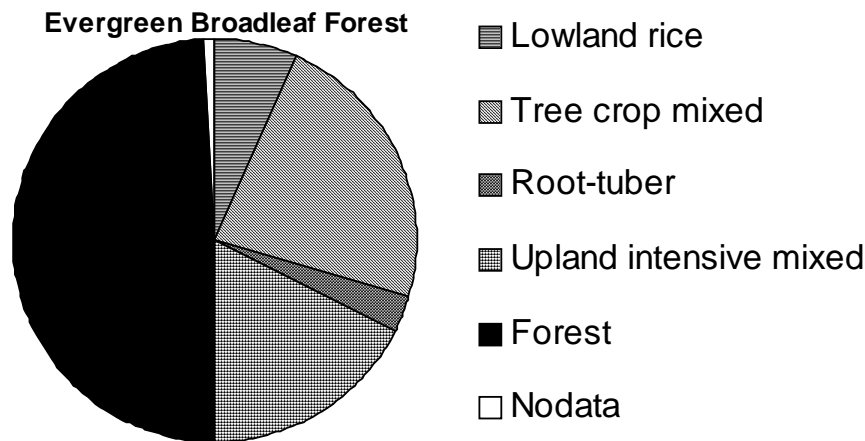 Evergreen Broadleaf Forest
Lowland rice
Tree crop mixed
Root-tuber
Upland intensive mixed
Forest
Nodata